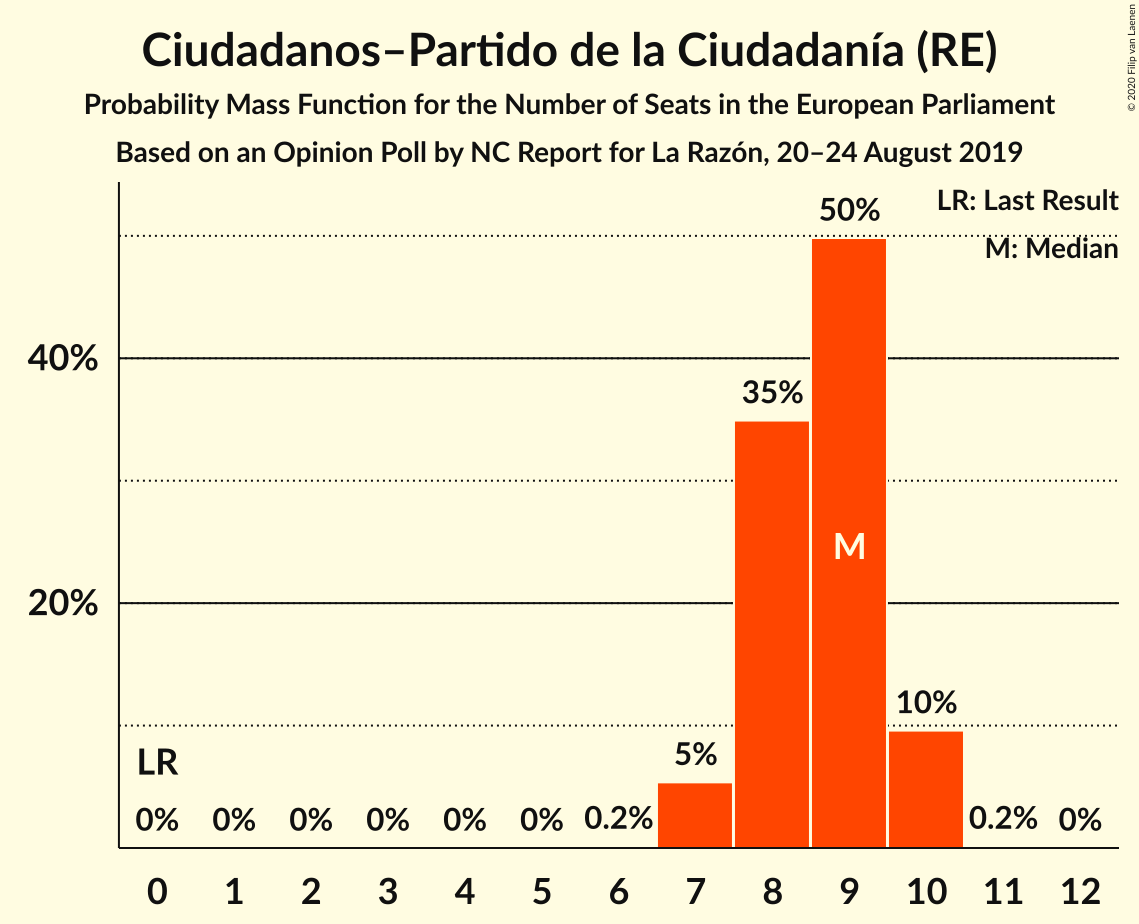 Ciudadanos–Partido de la Ciudadanía (RE)
Probability Mass Function for the Number of Seats in the European Parliament
Based on an Opinion Poll by NC Report for La Razón, 20–24 August 2019
© 2020 Filip van Laenen
LR: Last Result
M: Median
50%
40%
35%
M
20%
10%
LR
5%
0% 0% 0% 0% 0% 0% 0.2% 0.2% 0%
0 1 2 3 4 5 6 7 8 9 10 11 12